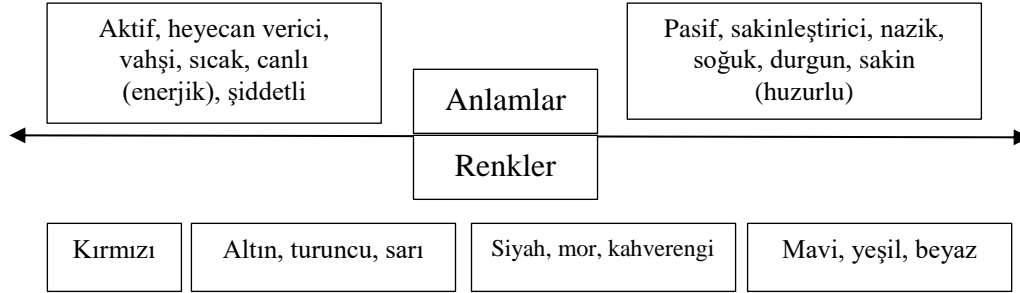 Aktif, heyecan verici,
vahşi, sıcak, canlı
(enerjik), şiddetli
Pasif, sakinleştirici, nazik,
soğuk, durgun, sakin
(huzurlu)
Anlamlar
Renkler
Kırmızı
Altın, turuncu, sarı
Siyah, mor, kahverengi
Mavi, yeşil, beyaz